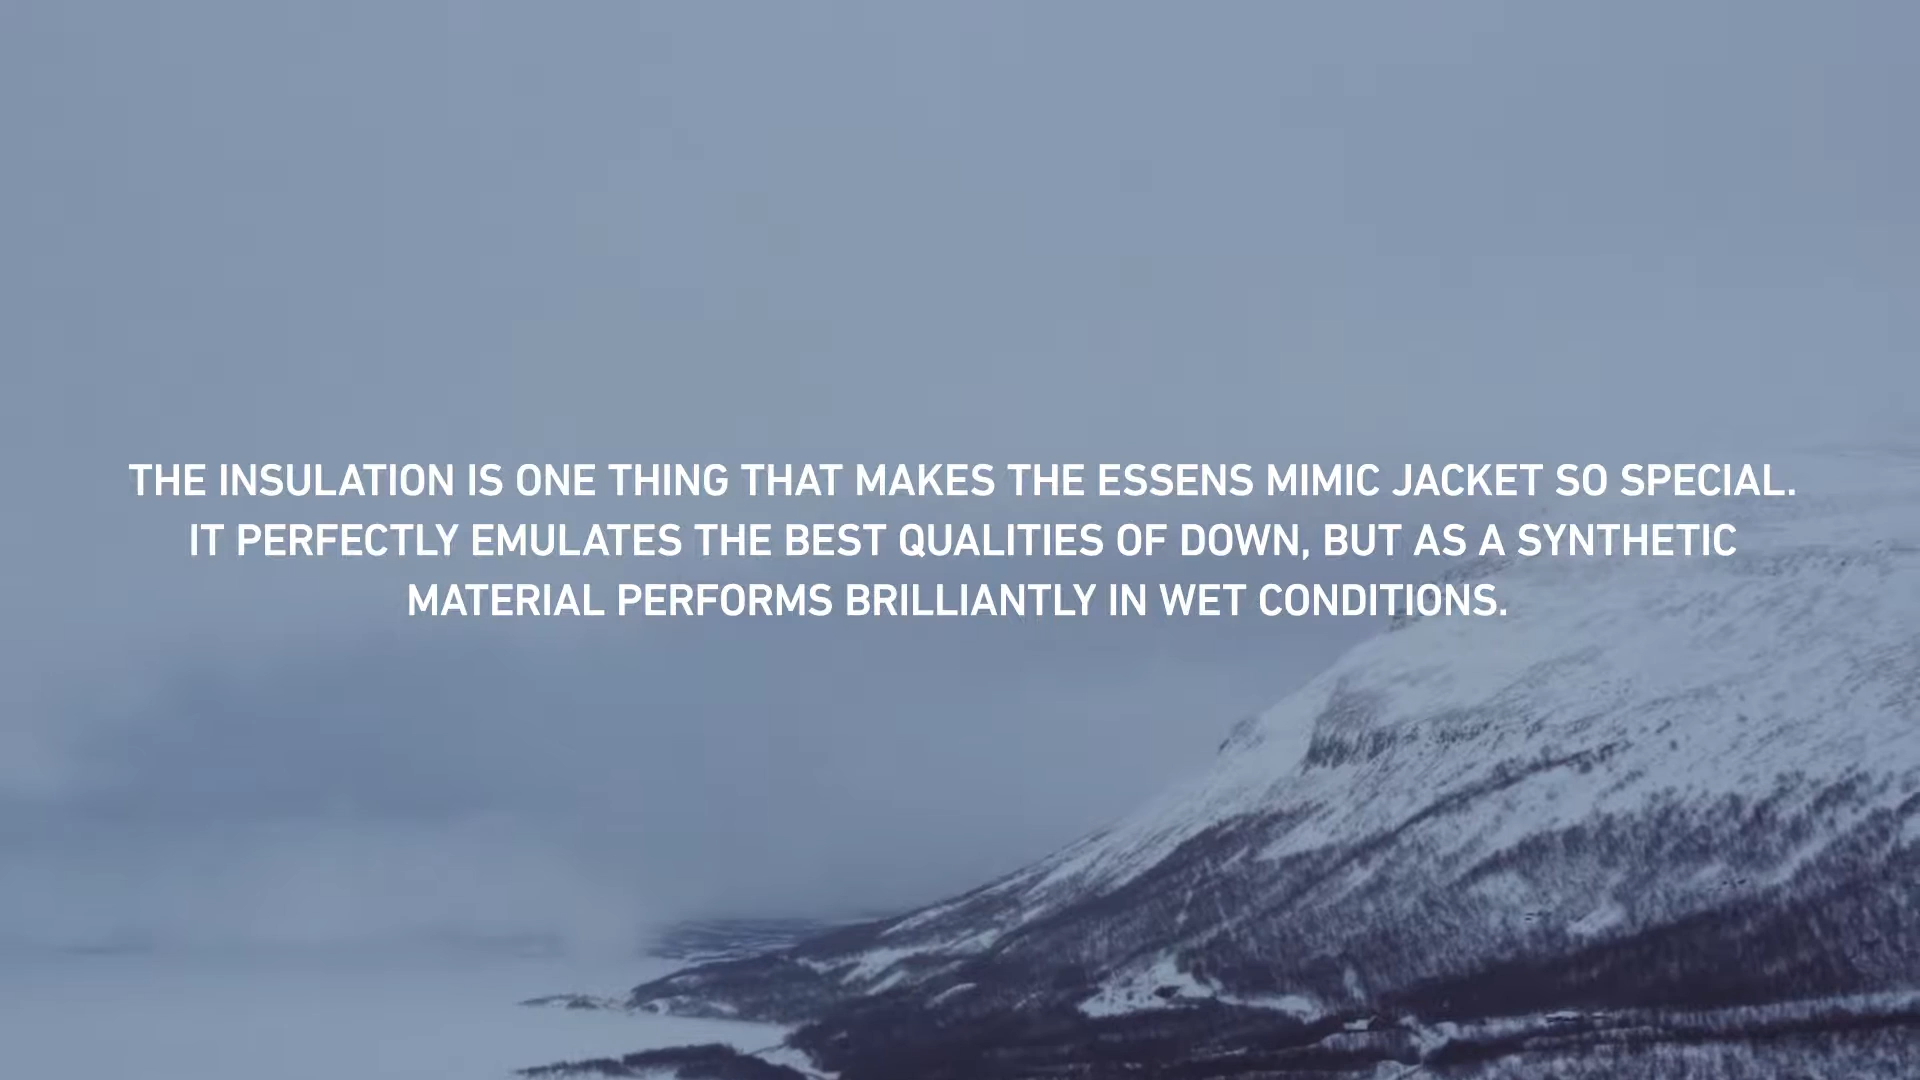 THE INSULATION IS ONE THING THAT MAKES THE ESSENS MIMIC JACKET SO SPECIAL.
IT PERFECTLY EMULATES THE BEST QUALITIES OF DOWN, BUT AS A SYNTHETIC
MATERIAL PERFORMS BRILLIANTLY IN WET CONDITIONS.